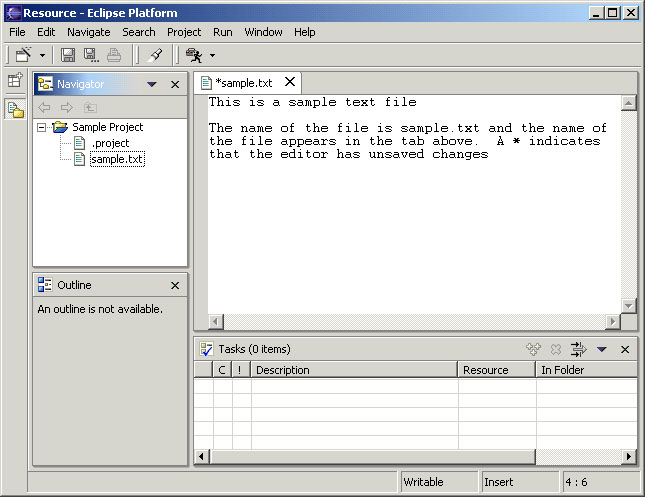 Resource - Eclipse Platform
File Edit Navigate Search Project Run Window Help
Navigator
Sample Project
.project
sample.txt
*sample.txt
This is a sample text file
The name of the file is sample.txt and the name of
the file appears in the tab above.  A * indicates
that the editor has unsaved changes
Outline
An outline is not available.
Tasks (0 items)
C ! Description Resource In Folder
Writable Insert 4 : 6